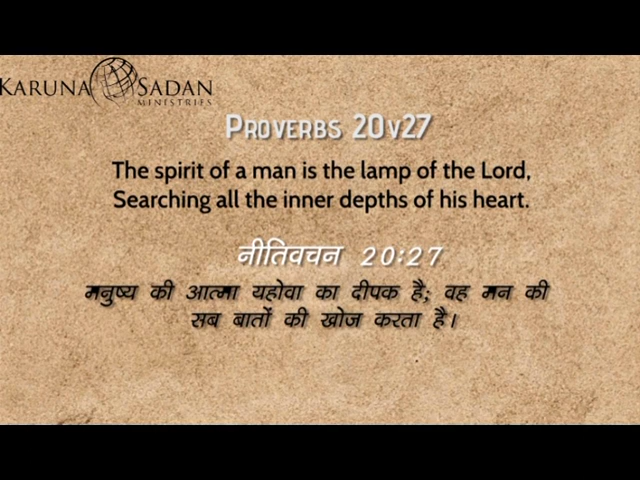 KARUNA SADAN
MINISTRIES
PROVERBS 20V27
The spirit of a man is the lamp of the Lord,
Searching all the inner depths of his heart.
नीतिवचन 20:27
मनुष्य की आत्मा यहोवा का दीपक है; वह मन की
सब बातों की खोज करता है।